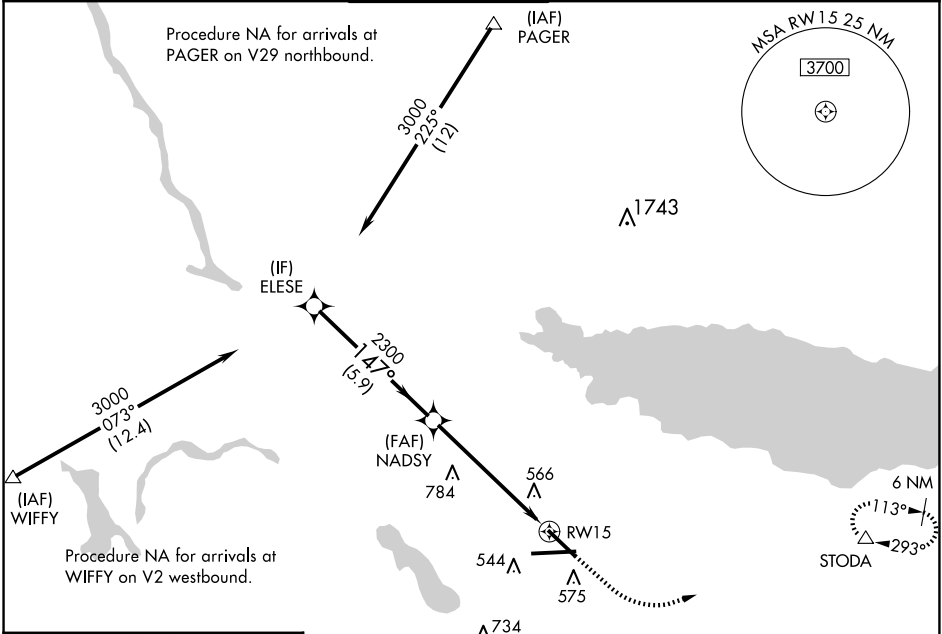 Procedure NA for arrivals at
PAGER on V29 northbound.
(IAF)
PAGER
MSA RW15 25 NM
3700
3000
225°
(12)
1743
(IF)
ELESE
2300
147°
(5.9)
3000
073°
(12.4)
(IAF)
WIFFY
(FAF)
NADSY
784
566
RW15
544
575
6 NM
113°
293°
STODA
Procedure NA for arrivals at
WIFFY on V2 westbound.
734